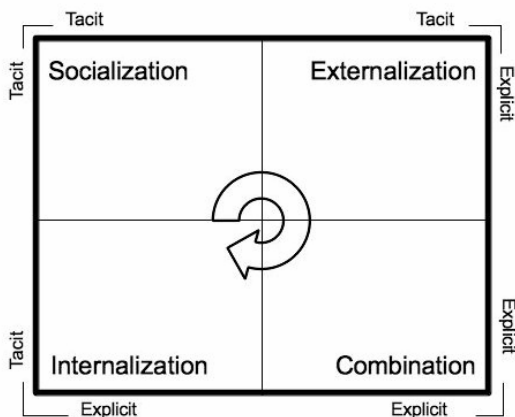 Tacit
Tacit
Tacit
Explicit
Socialization
Externalization
Internalization
Combination
Tacit
Explicit
Explicit
Explicit